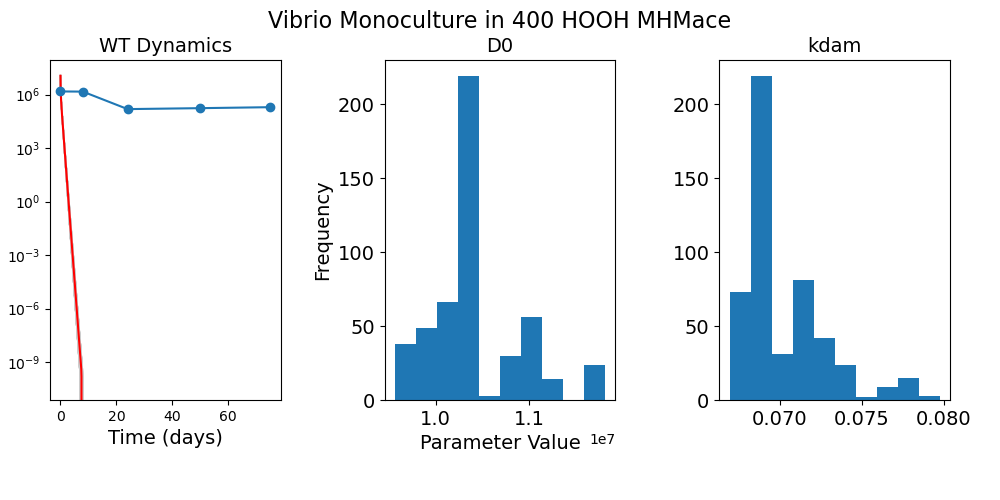 Vibrio Monoculture in 400 HOOH MHMace
WT Dynamics
10^6
10^3
10^0
10^-3
10^-6
10^-9
0 20 40 60
Time (days)
D0
Frequency
200
150
100
50
0
1.0 1.1
1e7
Parameter Value
kdam
200
150
100
50
0
0.070 0.075 0.080